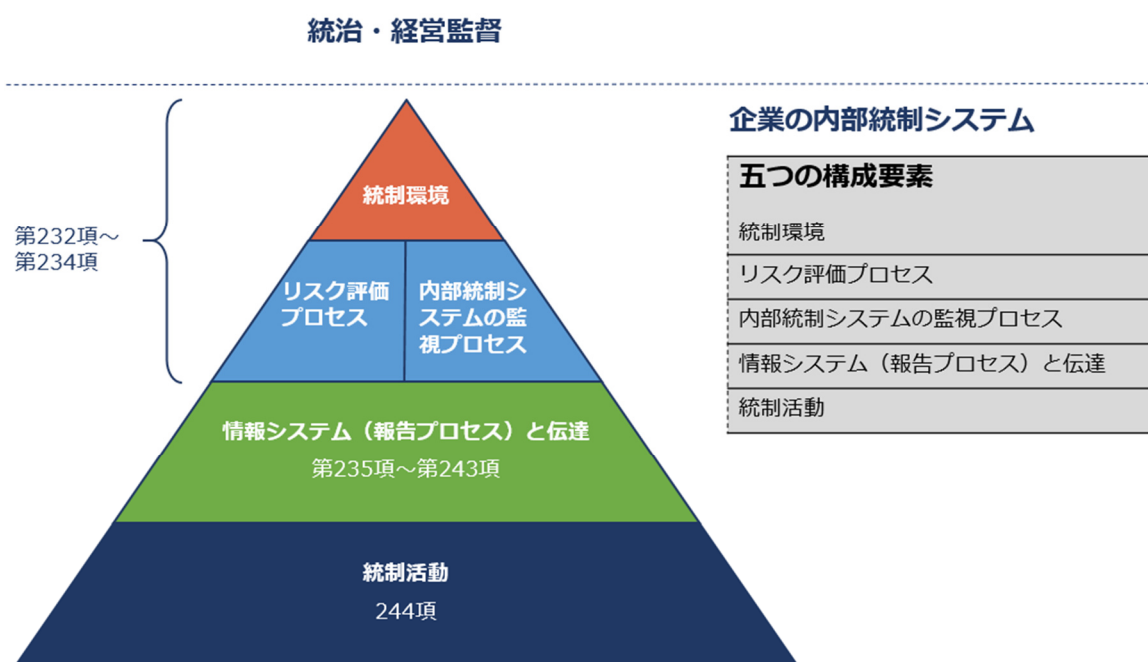 統治・経営監督
第232項～
第234項
統制環境
リスク評価
プロセス
内部統制シ
ステムの監
視プロセス
情報システム（報告プロセス）と伝達
第235項～第243項
統制活動
244項
企業の内部統制システム
五つの構成要素
統制環境
リスク評価プロセス
内部統制システムの監視プロセス
情報システム（報告プロセス）と伝達
統制活動